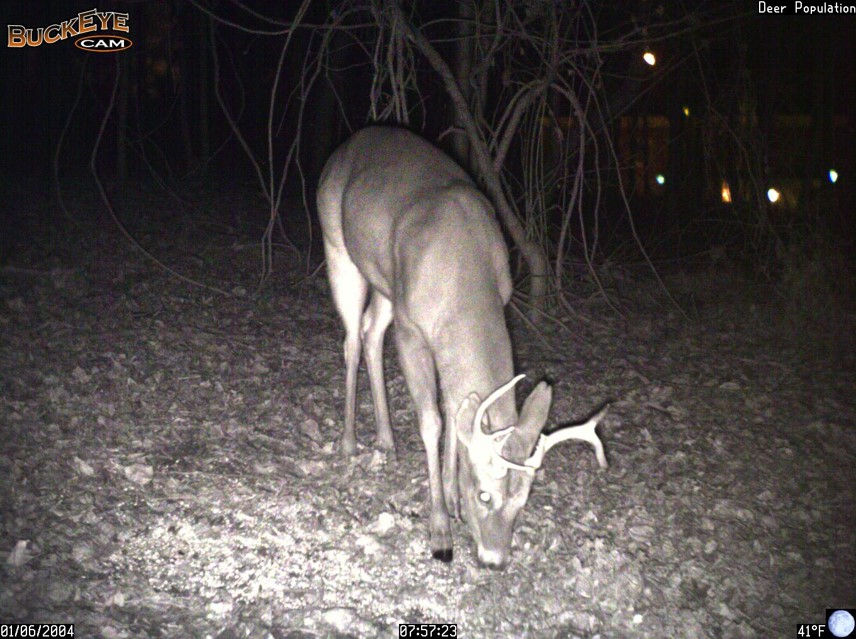 BUCKEYE
CAM
Deer Population
01/06/2004
07:57:23
41°F